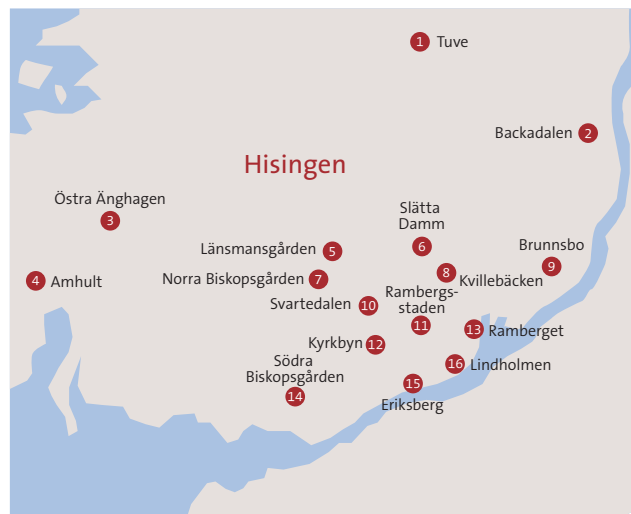 1 Tuve
Backadalen 2
Hisingen
Östra Änghagen
3
Slätta
Damm
6
Länsmansgården 5
Brunnsbo
9
4 Amhult
Norra Biskopsgården 7
8
Kvillebäcken
Svartedalen 10
Rambergs-
staden
11
13 Ramberget
Kyrkbyn 12
Södra
Biskopsgården
14
16 Lindholmen
15
Eriksberg